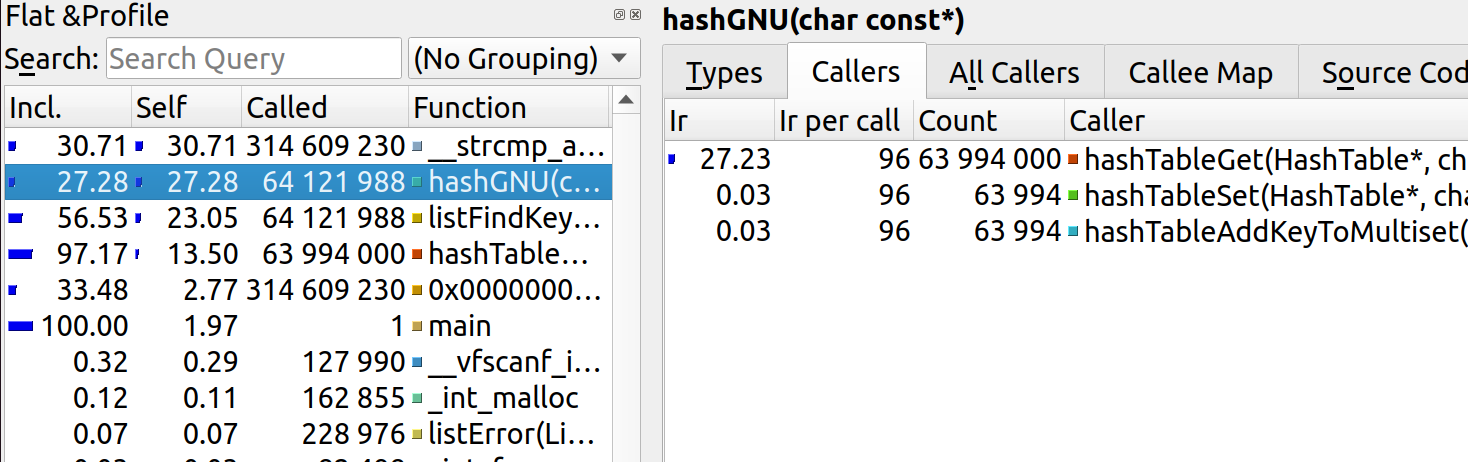 Flat &Profile
Search: Search Query (No Grouping)
Incl. Self Called Function
30.71 30.71 314 609 230 __strcmp_a...
27.28 27.28 64 121 988 hashGNU(c...
56.53 23.05 64 121 988 listFindKey...
97.17 13.50 63 994 000 hashTable...
33.48 2.77 314 609 230 0x0000000...
100.00 1.97 1 main
0.32 0.29 127 990 __vfscanf_i...
0.12 0.11 162 855 _int_malloc
0.07 0.07 228 976 listError(Li...
hashGNU(char const*)
Types Callers All Callers Callee Map Source Cod
Ir Ir per call Count Caller
27.23 96 63 994 000 hashTableGet(HashTable*, ch
0.03 96 63 994 hashTableSet(HashTable*, cha
0.03 96 63 994 hashTableAddKeyToMultiset(